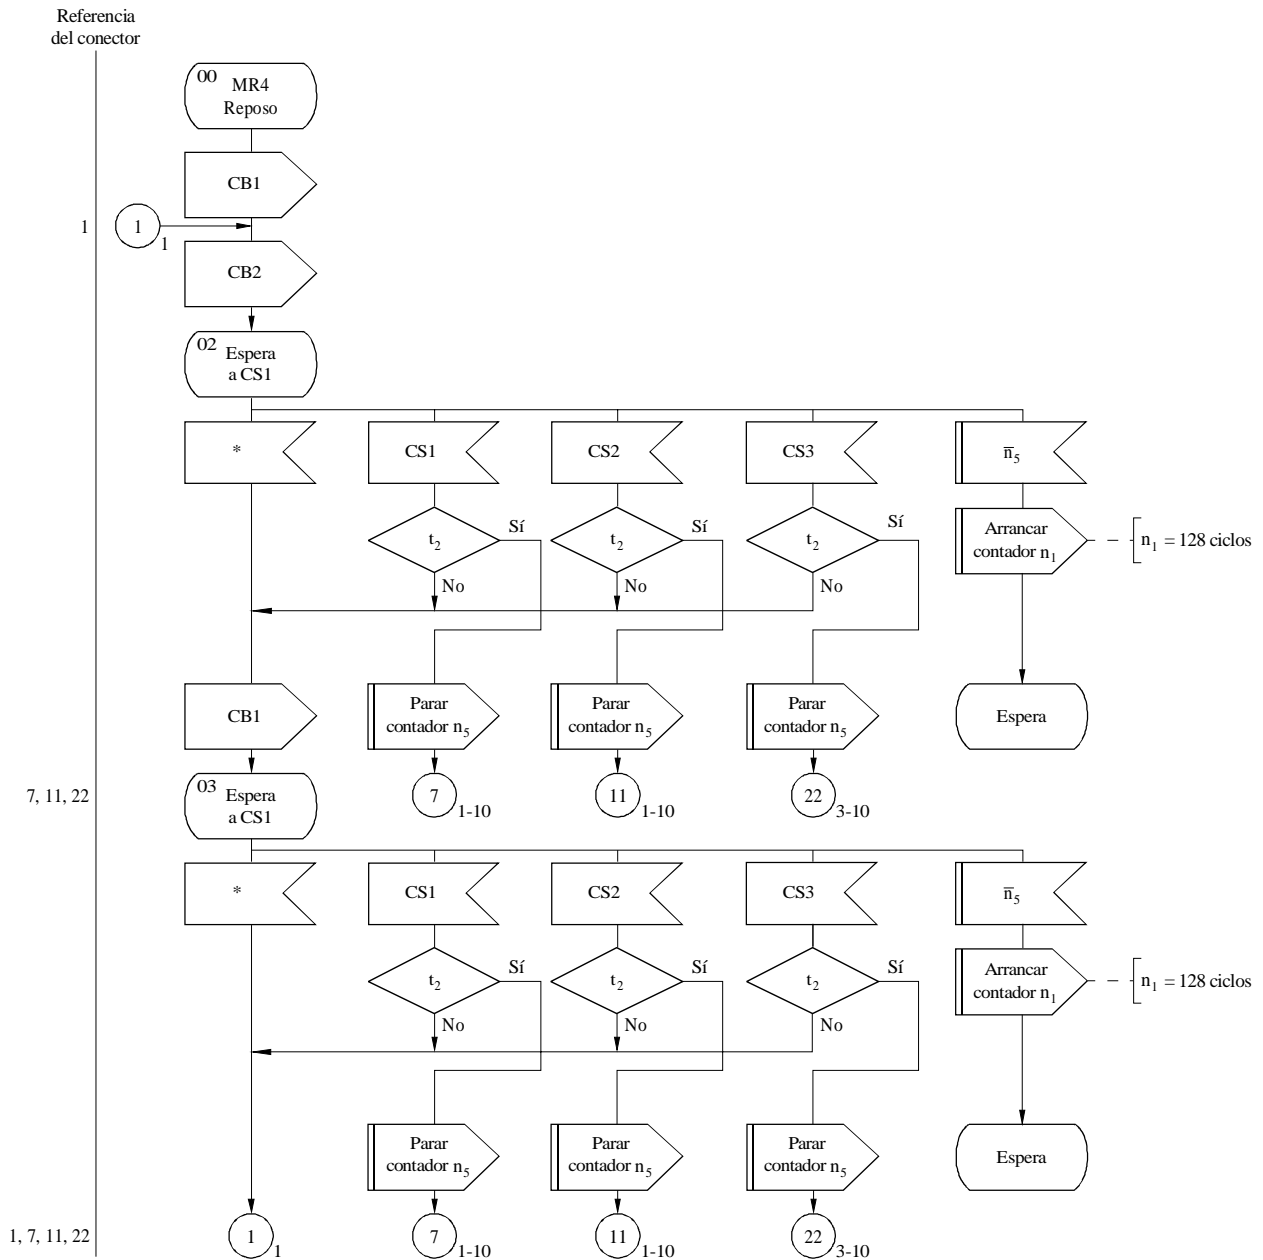 Referencia
del conector
00
MR4
Reposo
CB1
1
1
1
CB2
02
Espera
a CS1
*
CS1
CS2
CS3
n̅5
t2
Sí
t2
Sí
t2
Sí
Arrancar
contador n1
n1 = 128 ciclos
No
No
No
CB1
Parar
contador n5
Parar
contador n5
Parar
contador n5
Espera
7, 11, 22
03
Espera
a CS1
7
1-10
11
1-10
22
3-10
*
CS1
CS2
CS3
n̅5
t2
Sí
t2
Sí
t2
Sí
Arrancar
contador n1
n1 = 128 ciclos
No
No
No
Parar
contador n5
Parar
contador n5
Parar
contador n5
Espera
1, 7, 11, 22
1
1
7
1-10
11
1-10
22
3-10